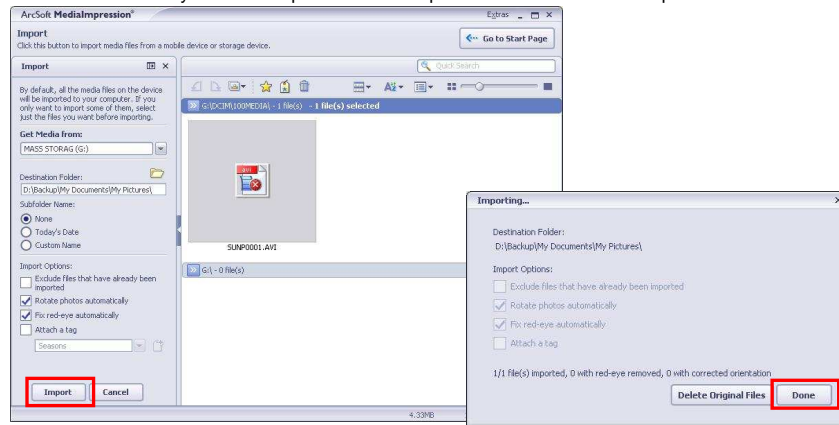 ArcSoft MediaImpression®
Extras
Import
Click this button to import media files from a mobile device or storage device.
Go to Start Page
Import
Quick Search
By default, all the media files on the device
will be imported to your computer. If you
only want to import some of them, select
just the files you want before importing.
Get Media from:
MASS STORAG (G:)
Destination Folder:
D:\Backup\My Documents\My Pictures\
Subfolder Name:
None
Today's Date
Custom Name
Import Options:
Exclude files that have already been
imported
Rotate photos automatically
Fix red-eye automatically
Attach a tag
Seasons
Import
Cancel
G:\DCIM\100MEDIA\ - 1 file(s) - 1 file(s) selected
AVI
SUNP0001.AVI
G:\ - 0 file(s)
4.33MB
Importing...
Destination Folder:
D:\Backup\My Documents\My Pictures\
Import Options:
Exclude files that have already been imported
Rotate photos automatically
Fix red-eye automatically
Attach a tag
1/1 file(s) imported, 0 with red-eye removed, 0 with corrected orientation
Delete Original Files
Done